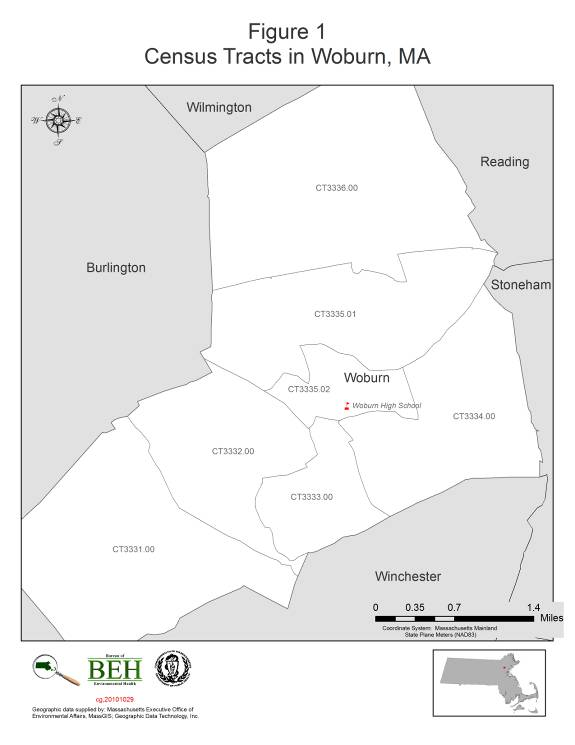 Figure 1
Census Tracts in Woburn, MA
N
W
E
S
Wilmington
Reading
CT3336.00
Burlington
Stoneham
CT3335.01
Woburn
CT3335.02
Woburn High School
CT3334.00
CT3332.00
CT3333.00
CT3331.00
Winchester
0 0.35 0.7 1.4
Miles
Coordinate System: Massachusetts Mainland
State Plane Meters (NAD83)
Bureau of
BEH
Environmental Health
cg,20101029
Geographic data supplied by: Massachusetts Executive Office of
Environmental Affairs, MassGIS; Geographic Data Technology, Inc.